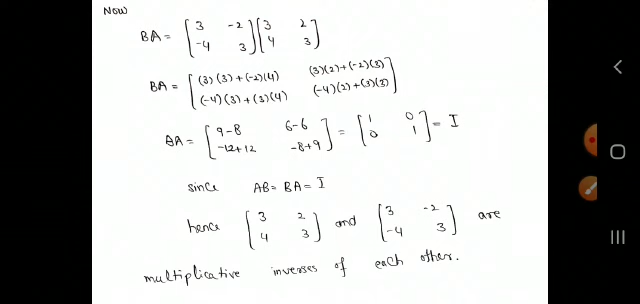 Now
BA = [3 -2 -4 3] [3 2 4 3]
BA = [(3)(3)+(-2)(4) (3)(2)+(-2)(3)
(-4)(3)+(3)(4) (-4)(2)+(3)(3)]
BA = [9-8 6-6 -12+12 -8+9] = [1 0 0 1] = I
since AB = BA = I
hence [3 2 4 3] and [3 -2 -4 3] are
multiplicative inverses of each other.